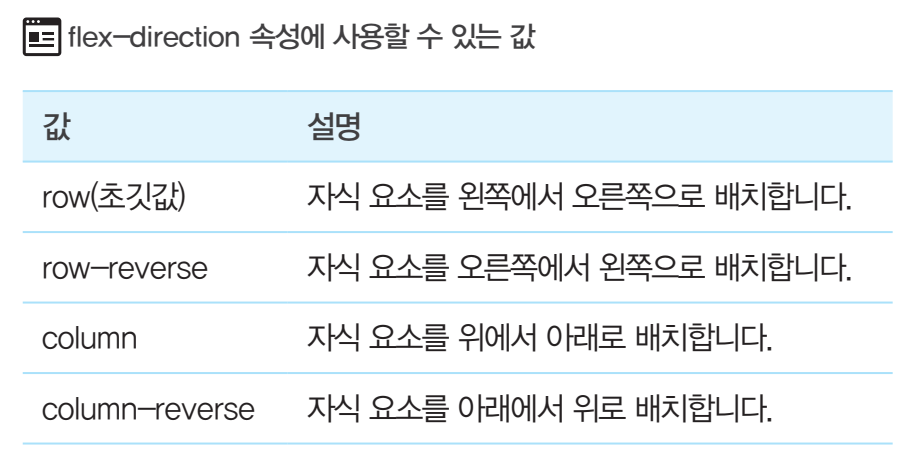 flex-direction 속성에 사용할 수 있는 값
값 설명
row(초깃값) 자식 요소를 왼쪽에서 오른쪽으로 배치합니다.
row-reverse 자식 요소를 오른쪽에서 왼쪽으로 배치합니다.
column 자식 요소를 위에서 아래로 배치합니다.
column-reverse 자식 요소를 아래에서 위로 배치합니다.